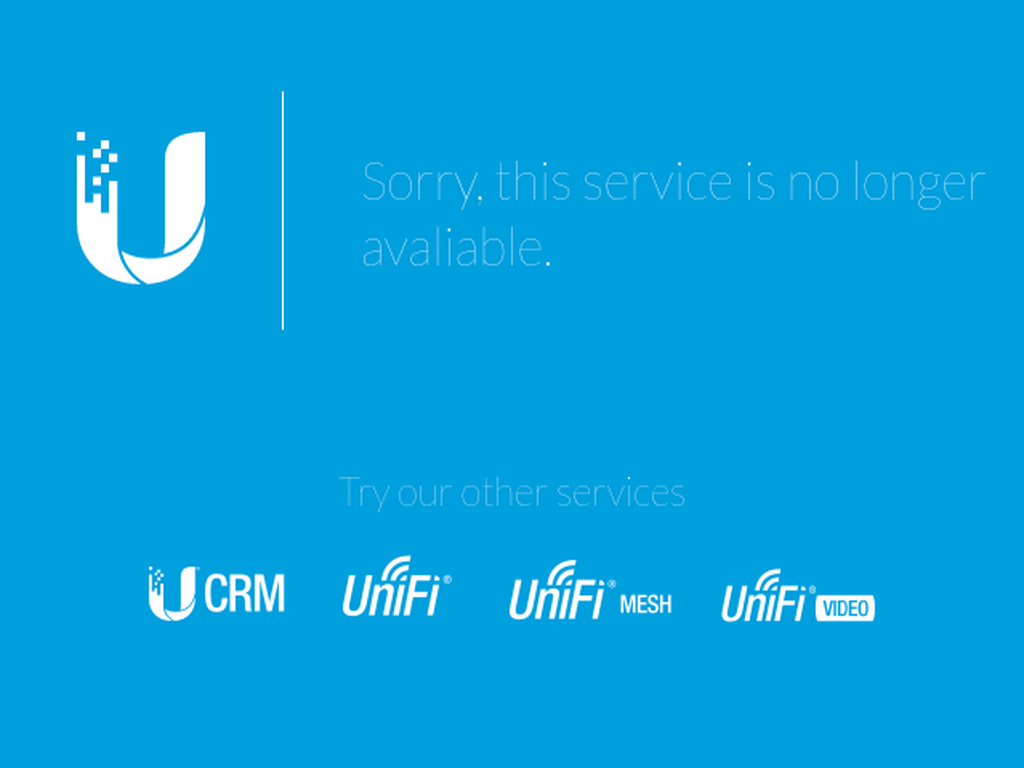 Sorry, this service is no longer
avaliable.
Try our other services
U CRM UniFi® UniFi® MESH UniFi® VIDEO